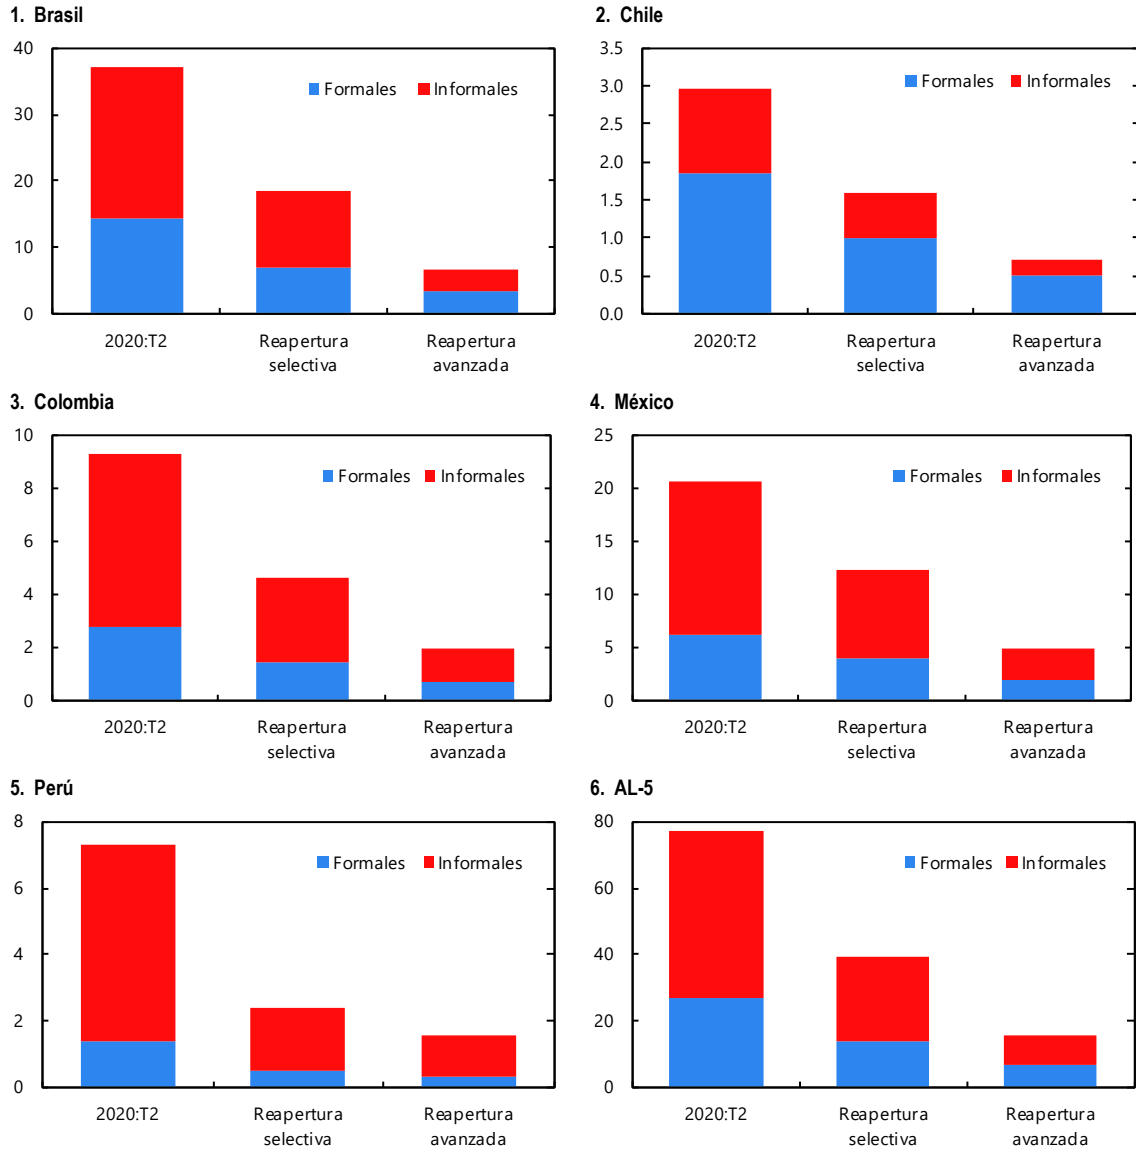 1. Brasil
40
30
20
10
0
Formales Informales
2020:T2
Reapertura
selectiva
Reapertura
avanzada
2. Chile
3.5
3.0
2.5
2.0
1.5
1.0
0.5
0.0
Formales Informales
2020:T2
Reapertura
selectiva
Reapertura
avanzada
3. Colombia
10
8
6
4
2
0
Formales Informales
2020:T2
Reapertura
selectiva
Reapertura
avanzada
4. México
25
20
15
10
5
0
Formales Informales
2020:T2
Reapertura
selectiva
Reapertura
avanzada
5. Perú
8
6
4
2
0
Formales Informales
2020:T2
Reapertura
selectiva
Reapertura
avanzada
6. AL-5
80
60
40
20
0
Formales Informales
2020:T2
Reapertura
selectiva
Reapertura
avanzada